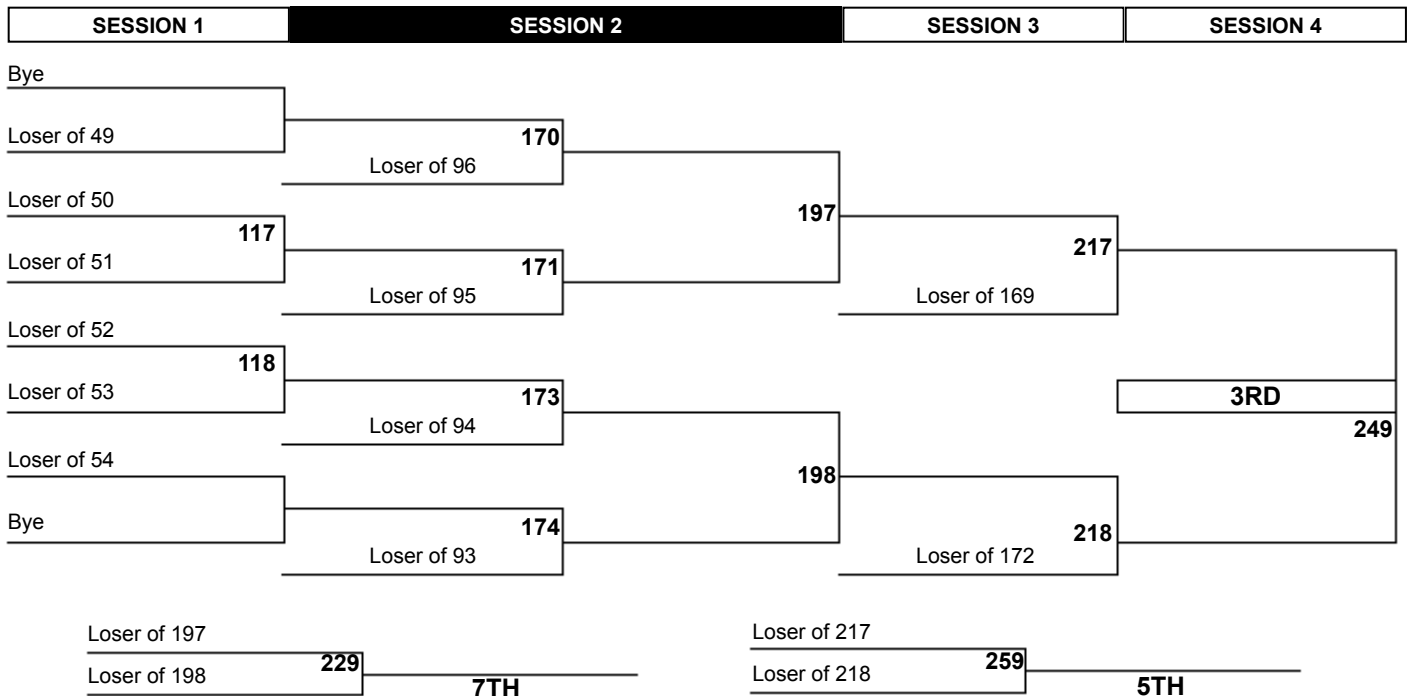 SESSION 1 SESSION 2 SESSION 3 SESSION 4
Bye
Loser of 49
170
Loser of 96
Loser of 50
197
117
217
Loser of 51
171
Loser of 95
Loser of 169
Loser of 52
118
Loser of 53
173
3RD
Loser of 94
249
Loser of 54
198
Bye
174
218
Loser of 93
Loser of 172
Loser of 197
229
Loser of 198
7TH
Loser of 217
259
Loser of 218
5TH